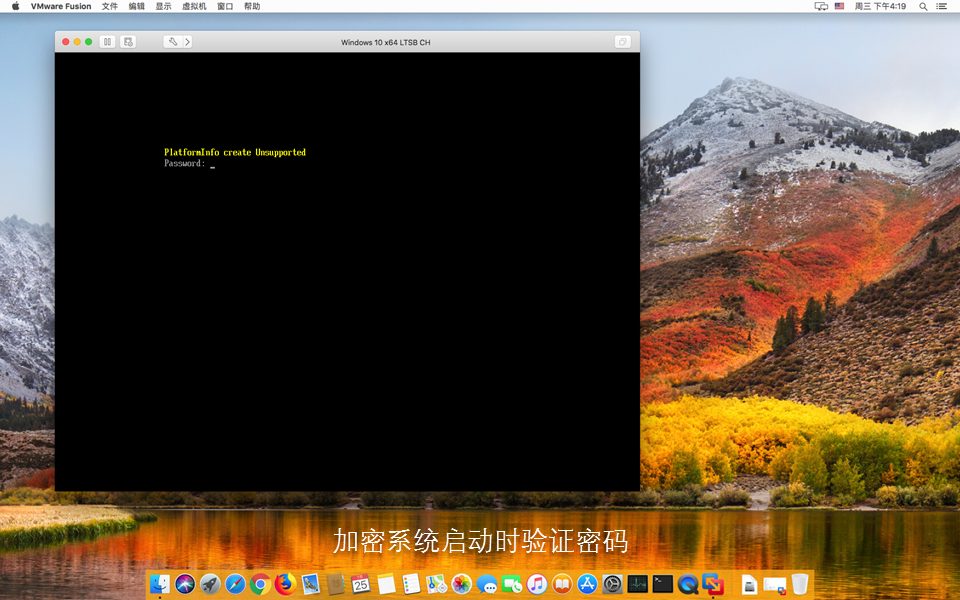 VMware Fusion 文件 编辑 显示 虚拟机 窗口 帮助 周三 下午4:19
Windows 10 x64 LTSB CH
PlatformInfo create Unsupported
Password: _
加密系统启动时验证密码
25